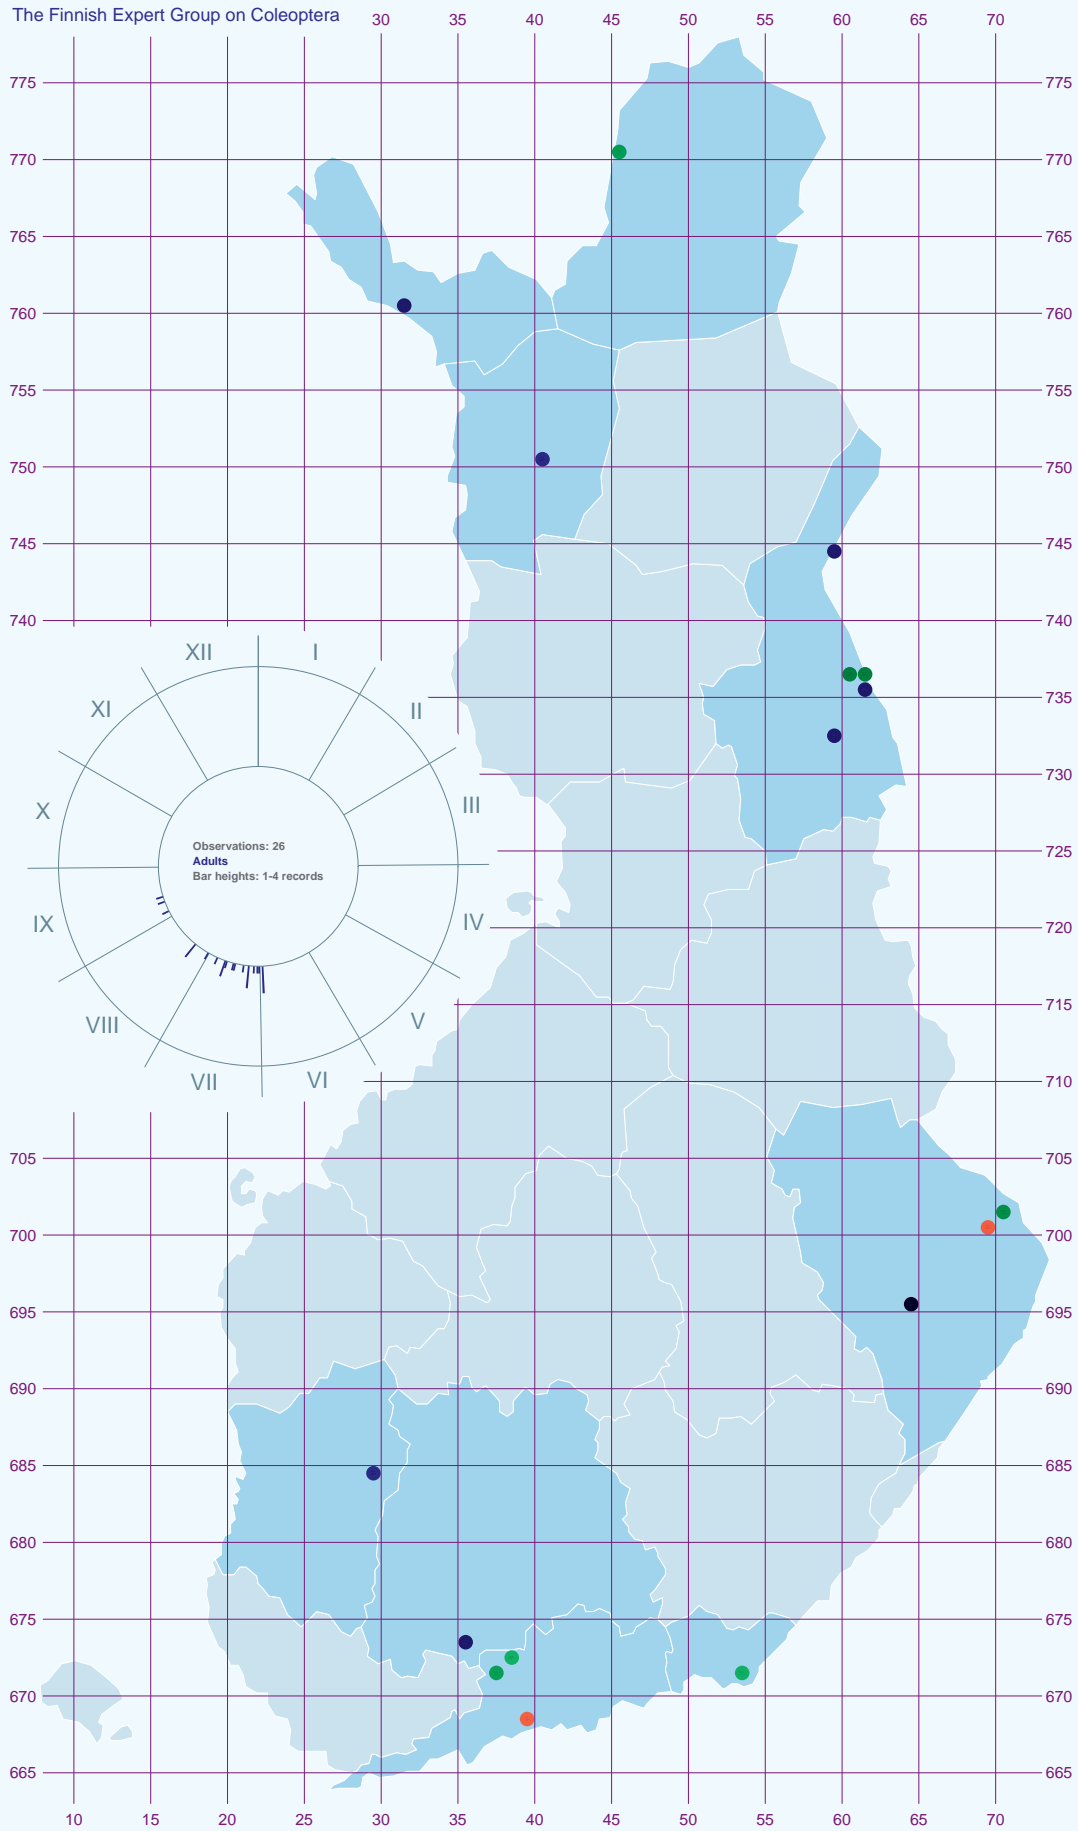 The Finnish Expert Group on Coleoptera 30 35 40 45 50 55 60 65 70
775 775
770 770
765 765
760 760
755 755
750 750
745 745
740 740
XII I
XI II
735
X III
730
Observations: 26
Adults
Bar heights: 1-4 records
725
IX IV
720
715
VIII V
VII VI
710
705 705
700 700
695 695
690 690
685 685
680 680
675 675
670 670
665 665
10 15 20 25 30 35 40 45 50 55 60 65 70